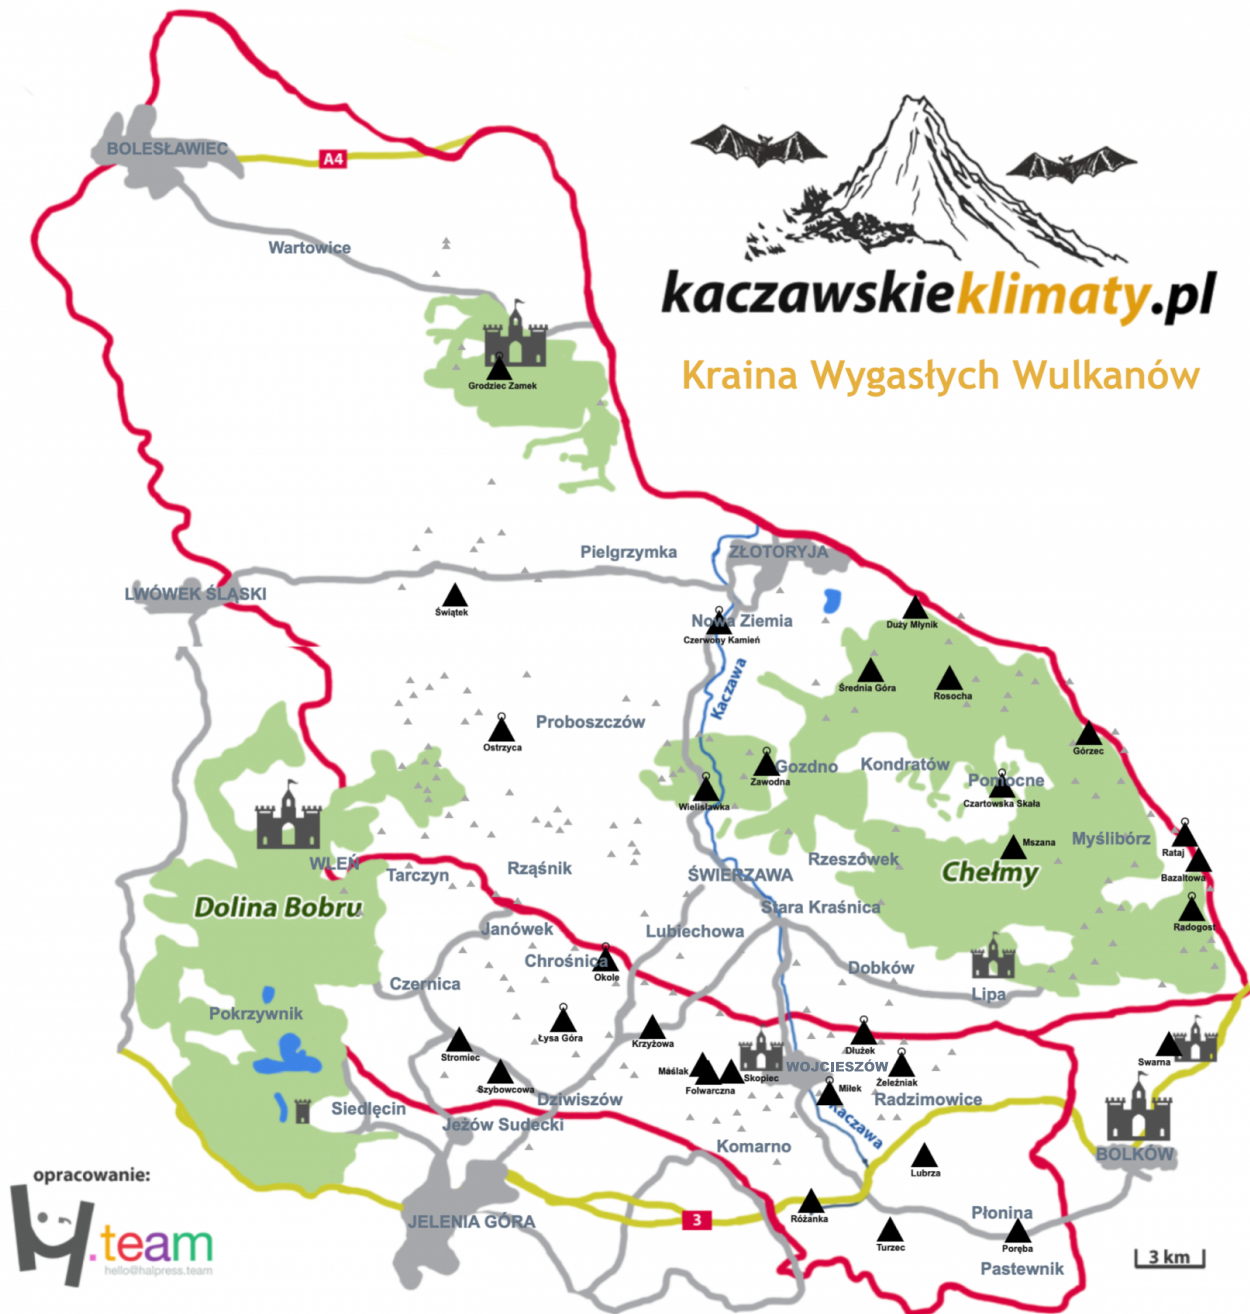 BOLESŁAWIEC
A4
Wartowice
kaczawskieklimaty.pl
Kraina Wygasłych Wulkanów
Grodziec Zamek
Pielgrzymka
ZŁOTORYJA
LWÓWEK ŚLĄSKI
Świątek
Nowa Ziemia
Czerwony Kamień
Duży Młynik
Kaczawa
Średnia Góra
Rosocha
Proboszczów
Ostrzyca
Górzec
Gozdno
Zawodna
Kondratów
Pomocne
Czartowska Skała
Wielisławka
Mszana
Myślibórz
Rataj
WLEŃ
Tarczyn
Rząśnik
ŚWIERZAWA
Rzeszówek
Chełmy
Bazaltowa
Dolina Bobru
Stara Kraśnica
Radogost
Janówek
Lubiechowa
Chrośnica
Okole
Dobków
Czernica
Lipa
Pokrzywnik
Łysa Góra
Krzyżowa
Stromiec
Dłużek
Swarna
Maślak
Skopiec
WOJCIESZÓW
Folwarczna
Szybowcowa
Miłek
Żeleźniak
Dziwiszów
Radzimowice
Siedlęcin
Jeżów Sudecki
Kaczawa
Komarno
BOLKÓW
Lubrza
opracowanie:
H.team
hello@halpress.team
JELENIA GÓRA
3
Różanka
Płonina
Turzec
Poręba
Pastewnik
3 km